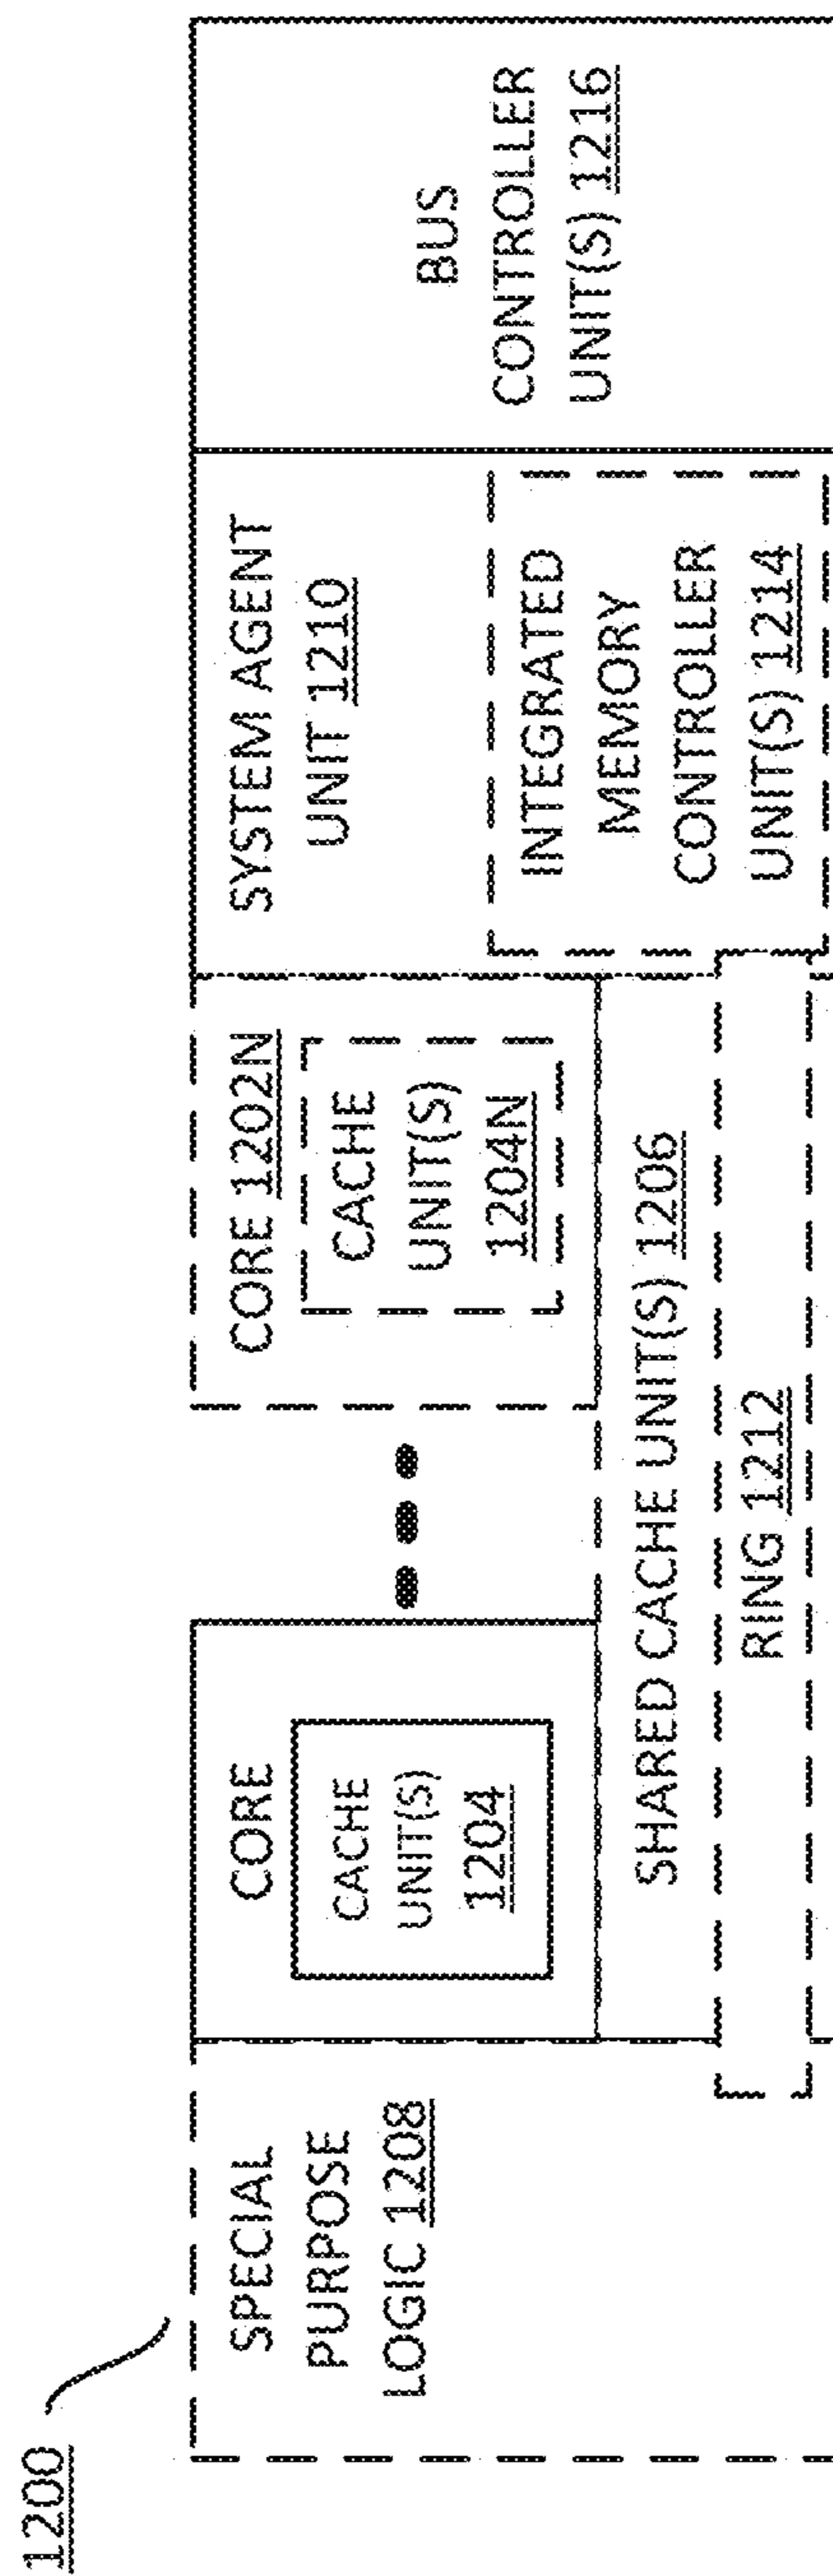 1200
SPECIAL
PURPOSE
LOGIC 1208
CORE
CACHE
UNIT(S)
1204
CORE 1202N
CACHE
UNIT(S)
1204N
SHARED CACHE UNIT(S) 1206
RING 1212
SYSTEM AGENT
UNIT 1210
INTEGRATED
MEMORY
CONTROLLER
UNIT(S) 1214
BUS
CONTROLLER
UNIT(S) 1216